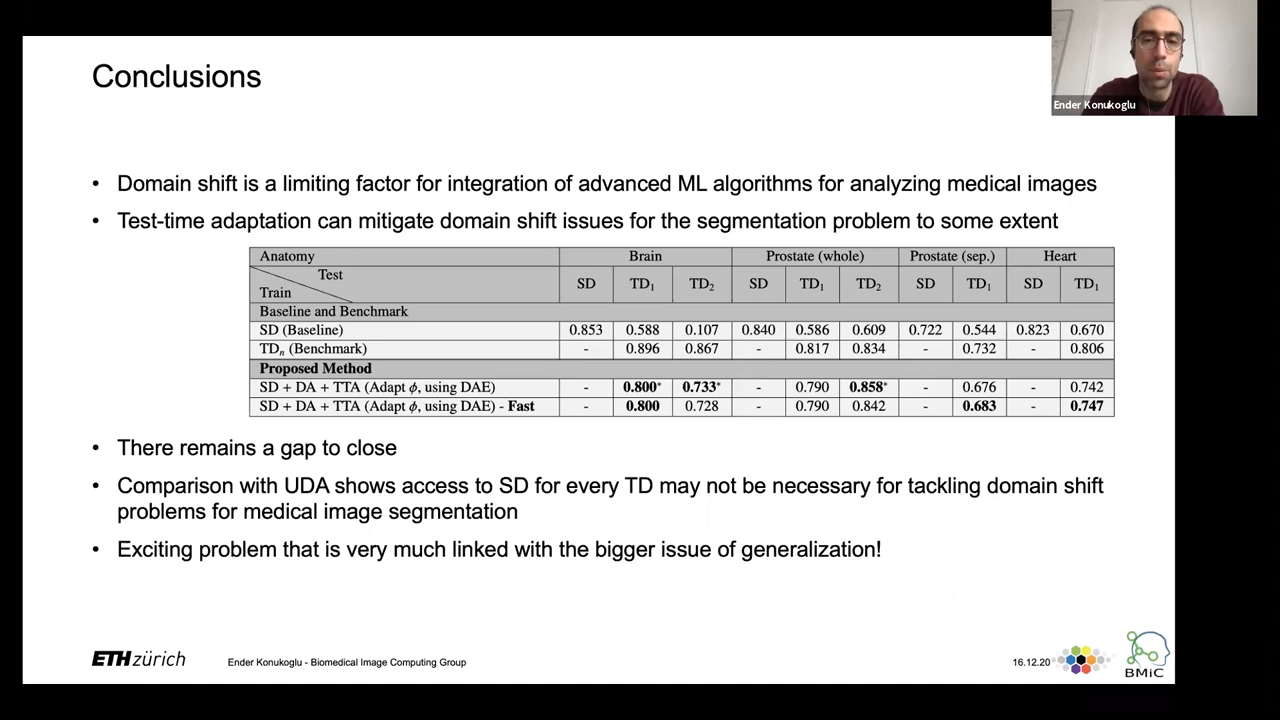 Ender Konukoglu
Conclusions
• Domain shift is a limiting factor for integration of advanced ML algorithms for analyzing medical images
• Test-time adaptation can mitigate domain shift issues for the segmentation problem to some extent
Anatomy Brain Prostate (whole) Prostate (sep.) Heart
Test
Train SD TD₁ TD₂ SD TD₁ TD₂ SD TD₁ SD TD₁
Baseline and Benchmark
SD (Baseline) 0.853 0.588 0.107 0.840 0.586 0.609 0.722 0.544 0.823 0.670
TDₙ (Benchmark) - 0.896 0.867 - 0.817 0.834 - 0.732 - 0.806
Proposed Method
SD + DA + TTA (Adapt ϕ, using DAE) - 0.800* 0.733* - 0.790 0.858* - 0.676 - 0.742
SD + DA + TTA (Adapt ϕ, using DAE) - Fast - 0.800 0.728 - 0.790 0.842 - 0.683 - 0.747
• There remains a gap to close
• Comparison with UDA shows access to SD for every TD may not be necessary for tackling domain shift
problems for medical image segmentation
• Exciting problem that is very much linked with the bigger issue of generalization!
ETH zürich Ender Konukoglu - Biomedical Image Computing Group 16.12.20
BMiC